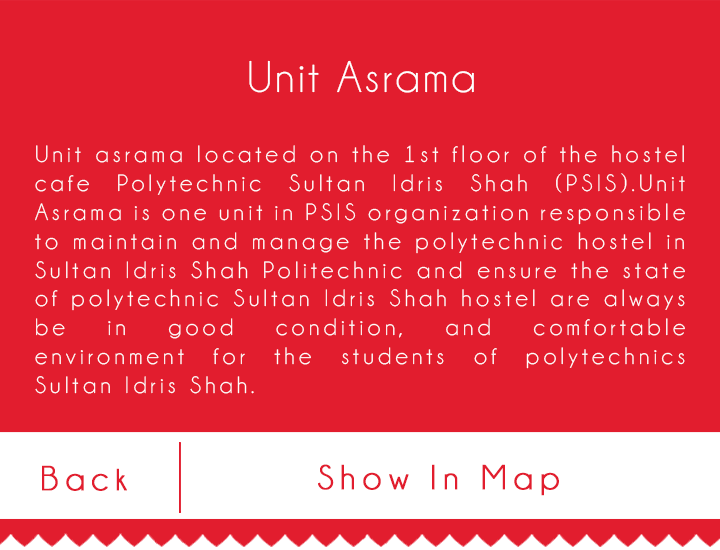 Unit Asrama
Unit asrama located on the 1st floor of the hostel
cafe Polytechnic Sultan Idris Shah (PSIS).Unit
Asrama is one unit in PSIS organization responsible
to maintain and manage the polytechnic hostel in
Sultan Idris Shah Politechnic and ensure the state
of polytechnic Sultan Idris Shah hostel are always
be in good condition, and comfortable
environment for the students of polytechnics
Sultan Idris Shah.
Back
Show In Map